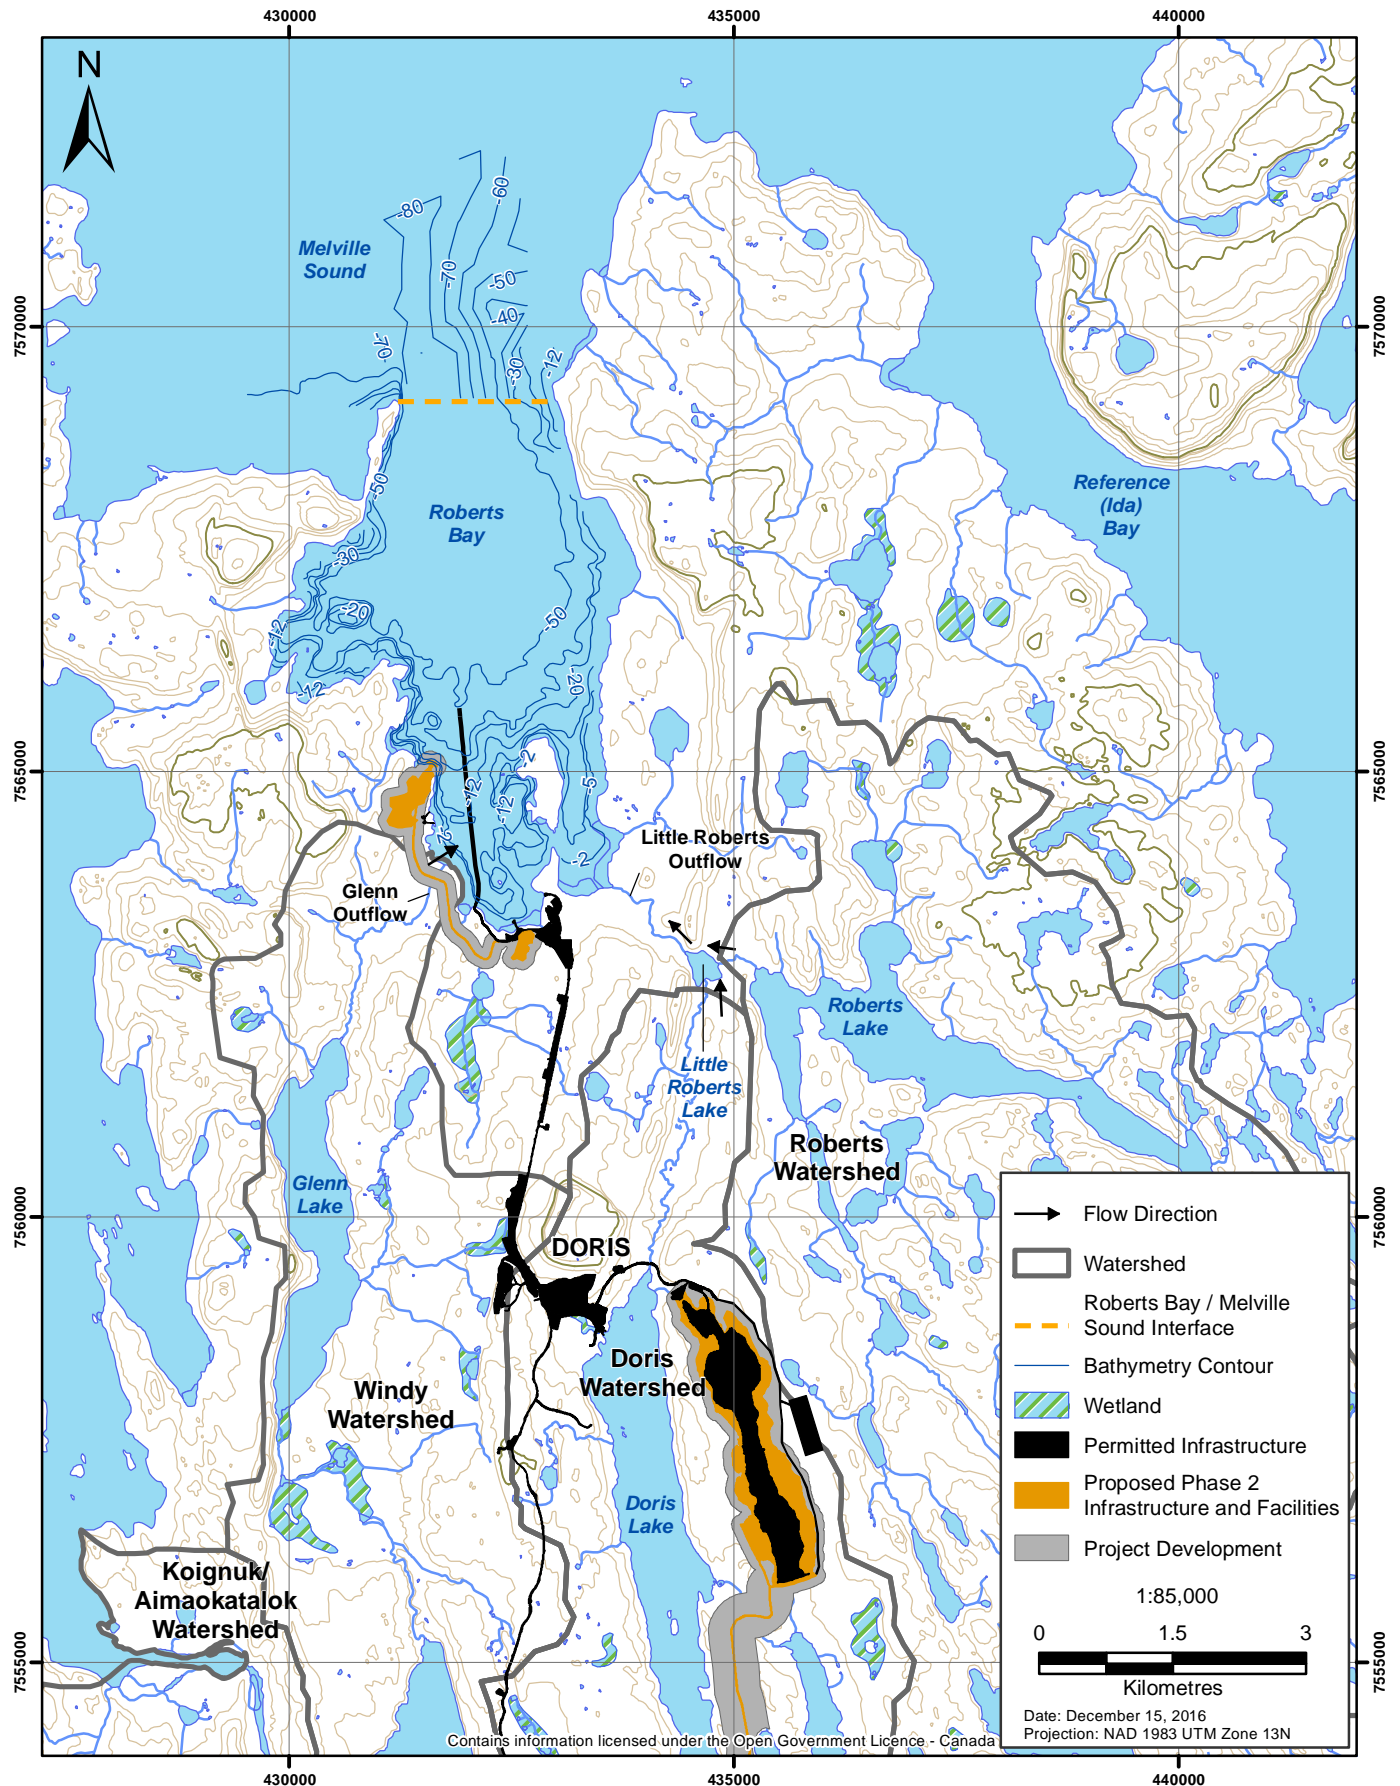 430000
435000
440000
N
-80
-60
Melville
Sound
-70
-50
-40
7570000
7570000
-70
-30
-12
-50
Roberts
Bay
Reference
(Ida)
Bay
-30
-20
-12
-50
-12
-20
7565000
7565000
-2
-12
-12
-5
-2
-2
Little Roberts
Outflow
Glenn
Outflow
Roberts
Lake
Little
Roberts
Lake
Roberts
Watershed
Glenn
Lake
7560000
7560000
DORIS
Doris
Watershed
Windy
Watershed
Doris
Lake
Koignuk/
Aimaokatalok
Watershed
7555000
7555000
Flow Direction
Watershed
Roberts Bay / Melville
Sound Interface
Bathymetry Contour
Wetland
Permitted Infrastructure
Proposed Phase 2
Infrastructure and Facilities
Project Development
1:85,000
0 1.5 3
Kilometres
Date: December 15, 2016
Projection: NAD 1983 UTM Zone 13N
Contains information licensed under the Open Government Licence - Canada
430000
435000
440000